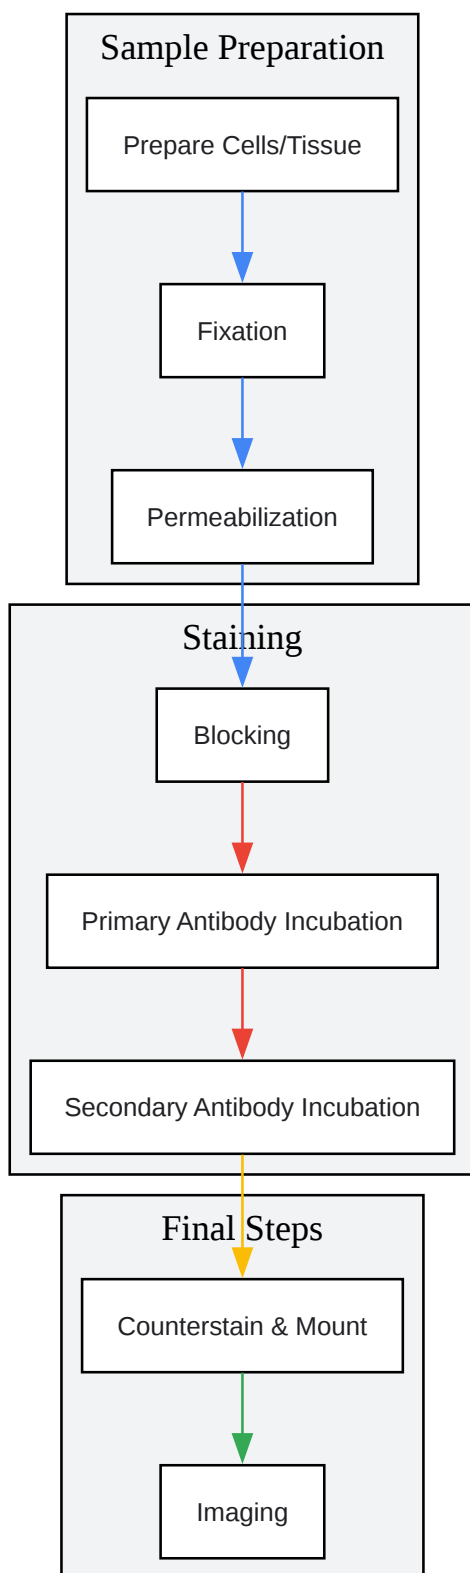 Sample Preparation
Prepare Cells/Tissue
Fixation
Permeabilization
Staining
Blocking
Primary Antibody Incubation
Secondary Antibody Incubation
Final Steps
Counterstain & Mount
Imaging